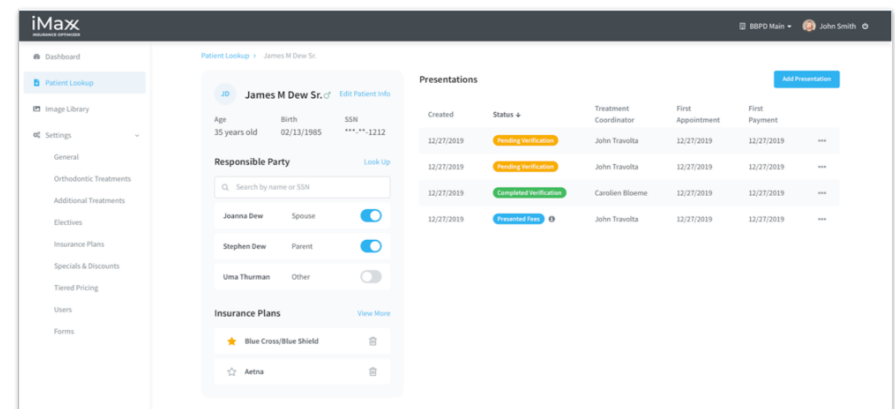 iMaxx
INSURANCE OPTIMIZER
BBPD Main
John Smith
Dashboard
Patient Lookup
Image Library
Settings
General
Orthodontic Treatments
Additional Treatments
Electives
Insurance Plans
Specials & Discounts
Tiered Pricing
Users
Forms
Patient Lookup > James M Dew Sr.
JD James M Dew Sr. Edit Patient Info
Age Birth SSN
35 years old 02/13/1985 ***-**-1212
Responsible Party Look Up
Search by name or SSN
Joanna Dew Spouse
Stephen Dew Parent
Uma Thurman Other
Insurance Plans View More
Blue Cross/Blue Shield
Aetna
Presentations Add Presentation
Created Status Treatment Coordinator First Appointment First Payment
12/27/2019 Pending Verification John Travolta 12/27/2019 12/27/2019
12/27/2019 Pending Verification John Travolta 12/27/2019 12/27/2019
12/27/2019 Completed Verification Carolien Bloeme 12/27/2019 12/27/2019
12/27/2019 Presented Fees John Travolta 12/27/2019 12/27/2019